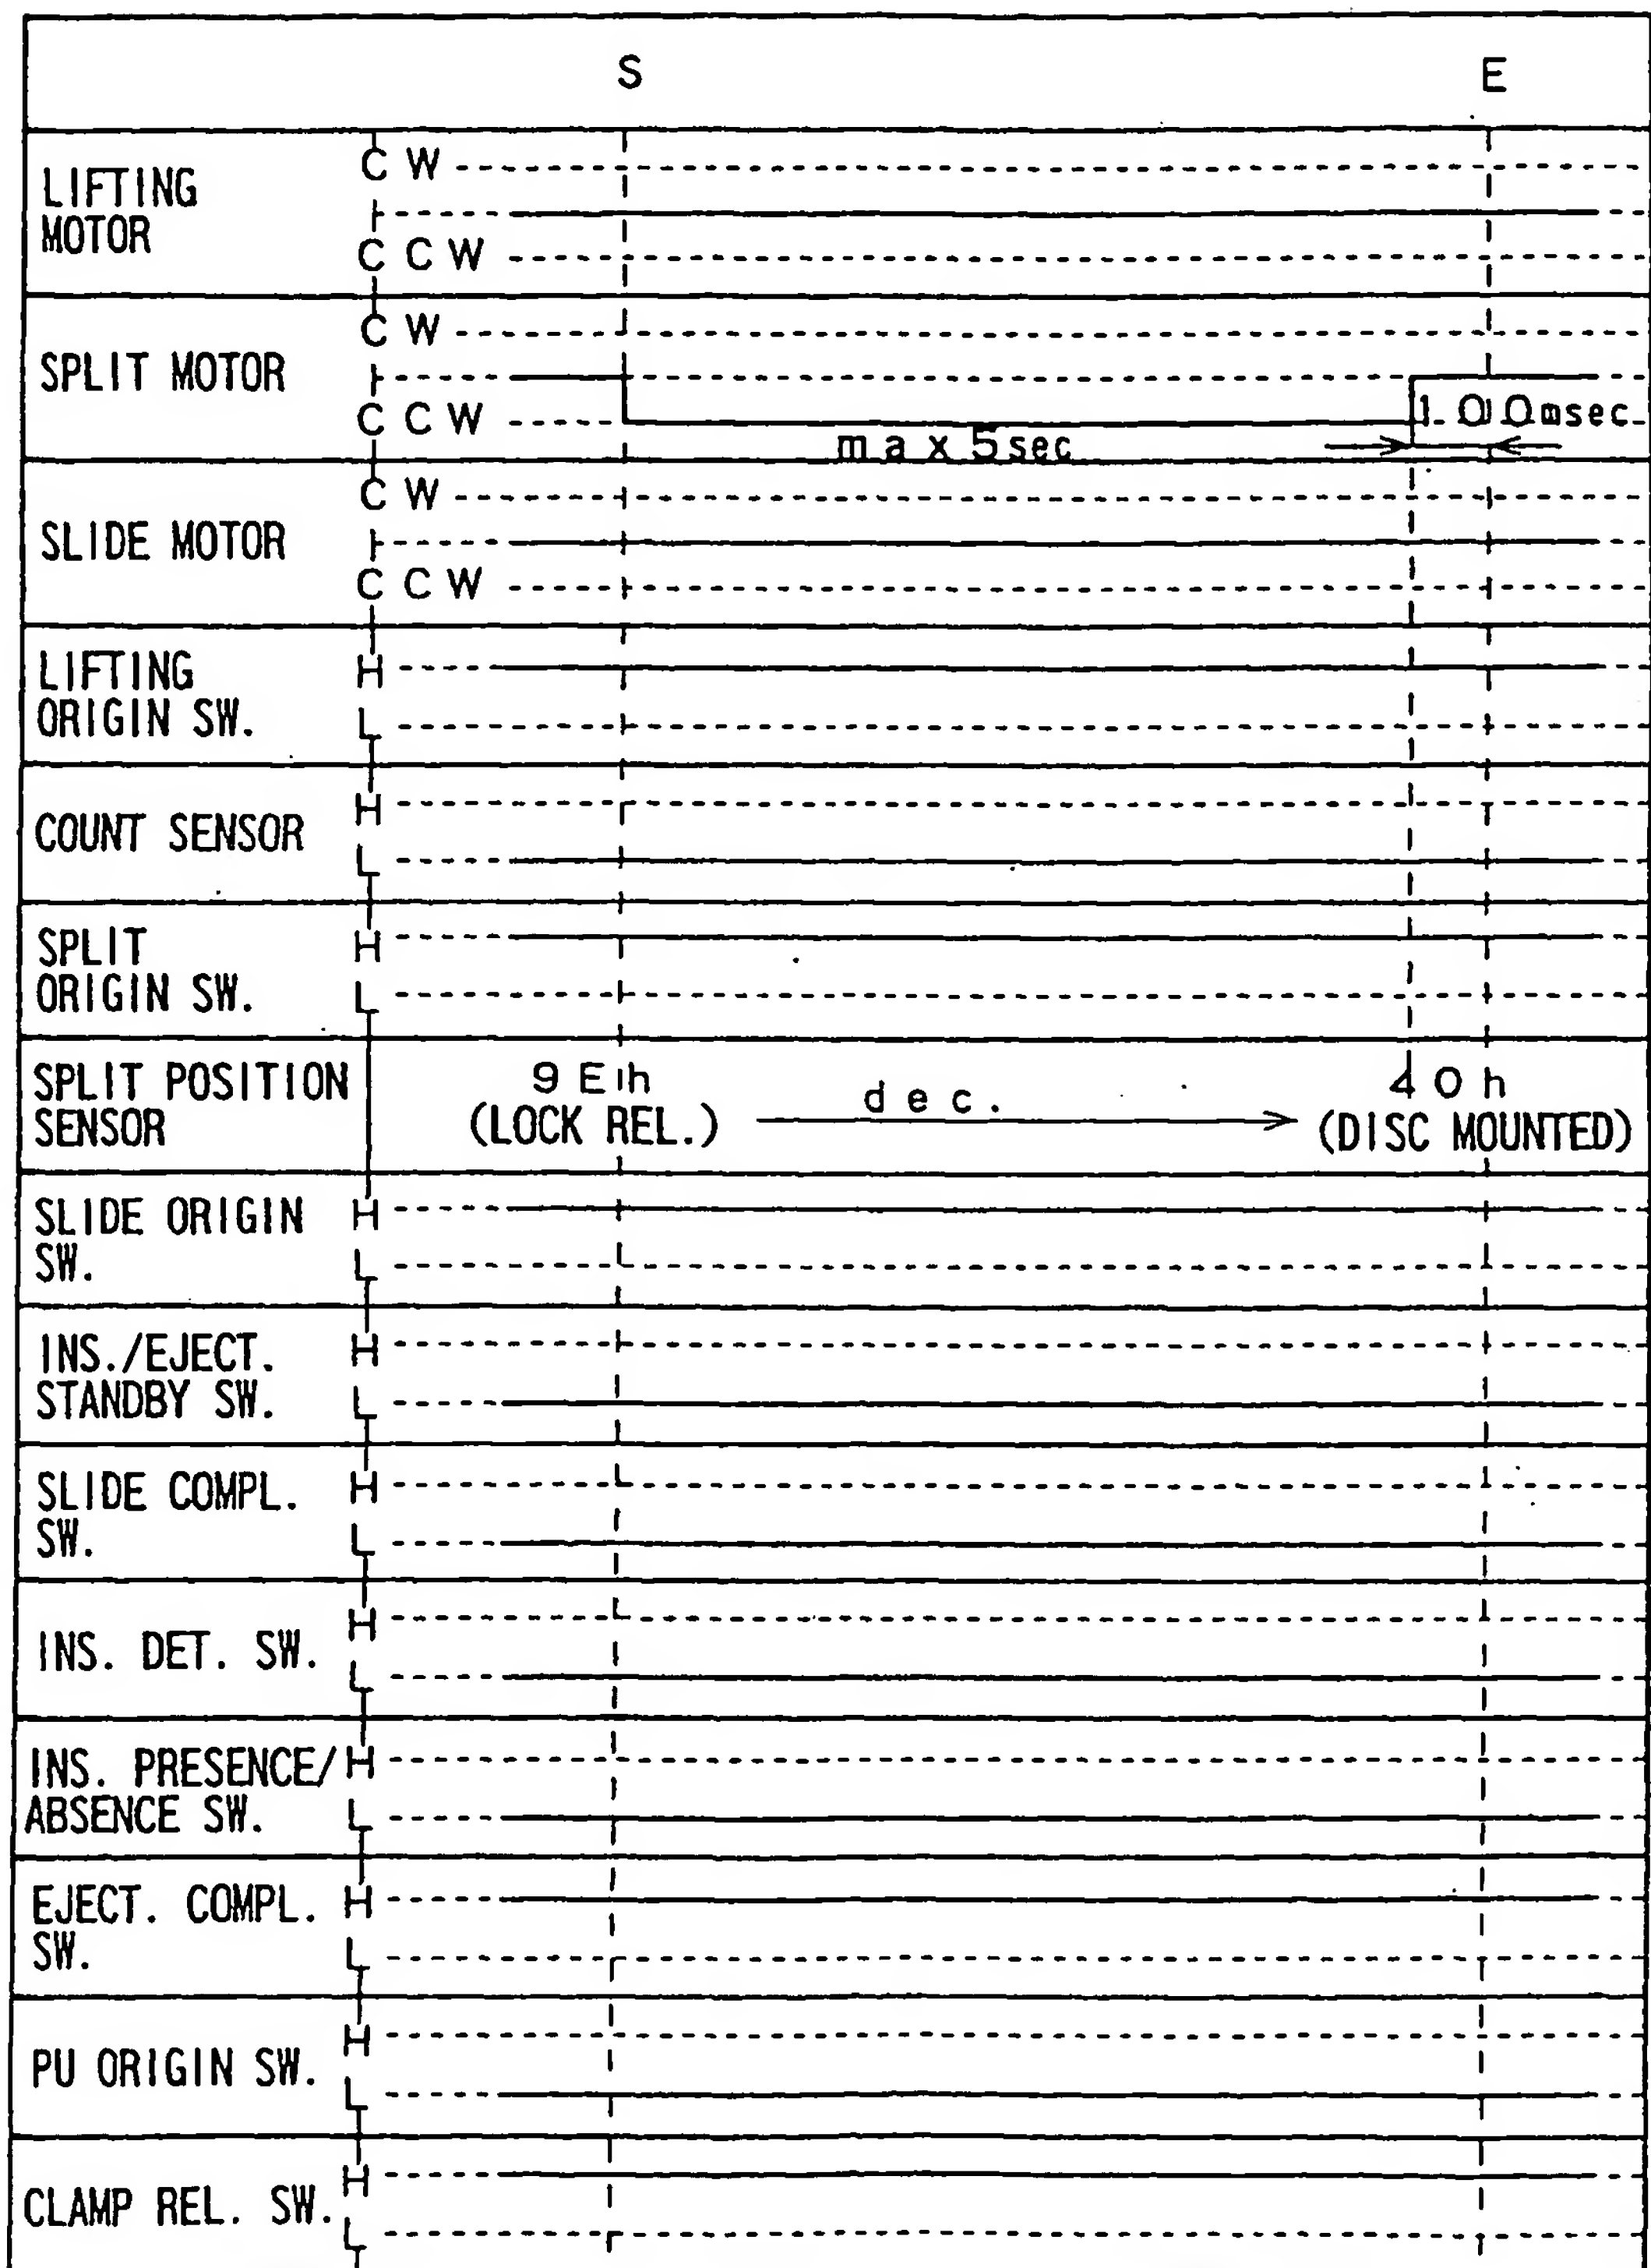 S E
LIFTING
MOTOR
CW
CCW
SPLIT MOTOR
CW
CCW
max 5sec
100msec
SLIDE MOTOR
CW
CCW
LIFTING
ORIGIN SW.
H
L
COUNT SENSOR
H
L
SPLIT
ORIGIN SW.
H
L
SPLIT POSITION
SENSOR
9Eh
(LOCK REL.)
dec.
40h
(DISC MOUNTED)
SLIDE ORIGIN
SW.
H
L
INS./EJECT.
STANDBY SW.
H
L
SLIDE COMPL.
SW.
H
L
INS. DET. SW.
H
L
INS. PRESENCE/
ABSENCE SW.
H
L
EJECT. COMPL.
SW.
H
L
PU ORIGIN SW.
H
L
CLAMP REL. SW.
H
L